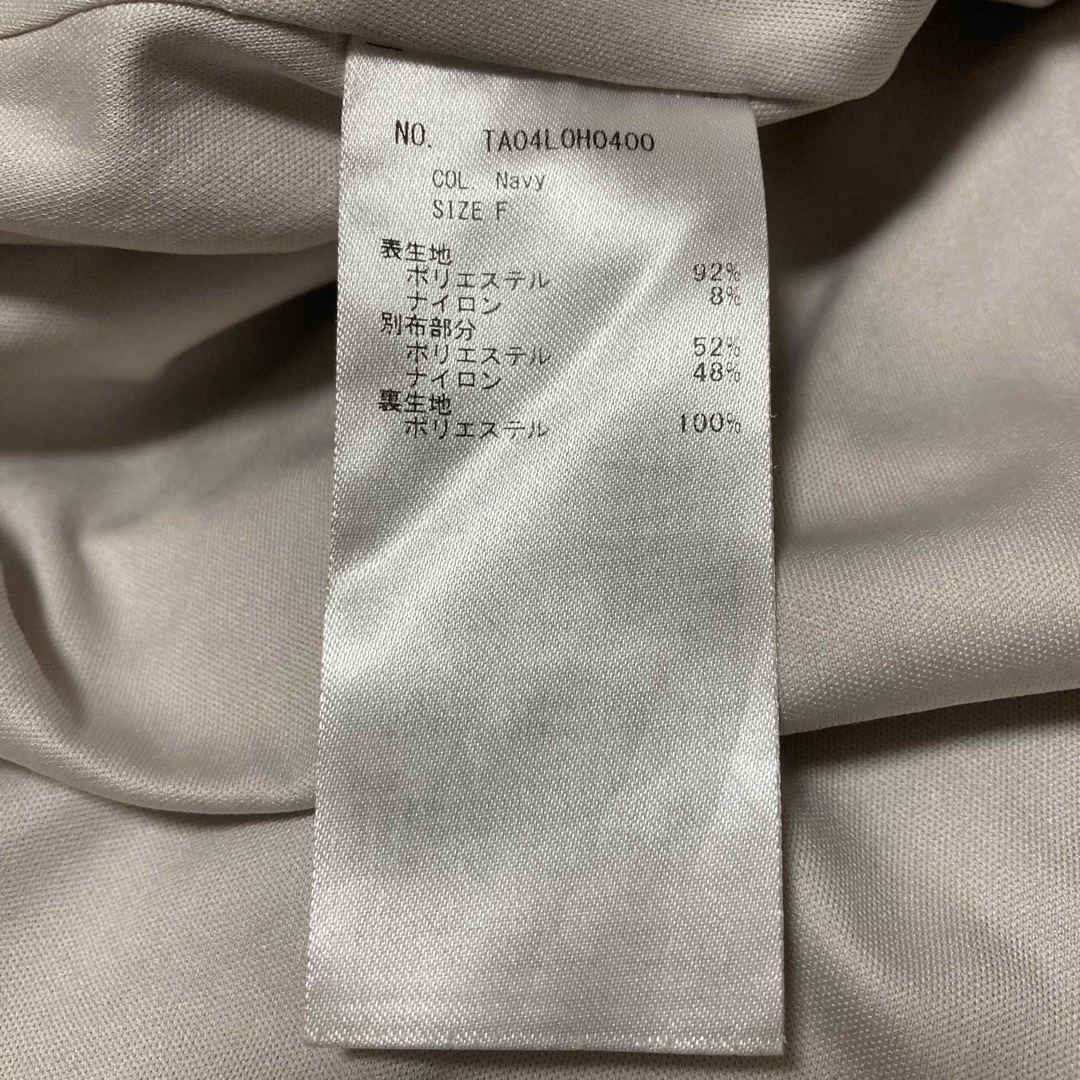 NO. TA04L0H0400
COL Navy
SIZE F
表生地
ポリエステル 92%
ナイロン 8%
別布部分
ポリエステル 52%
ナイロン 48%
裏生地
ポリエステル 100%